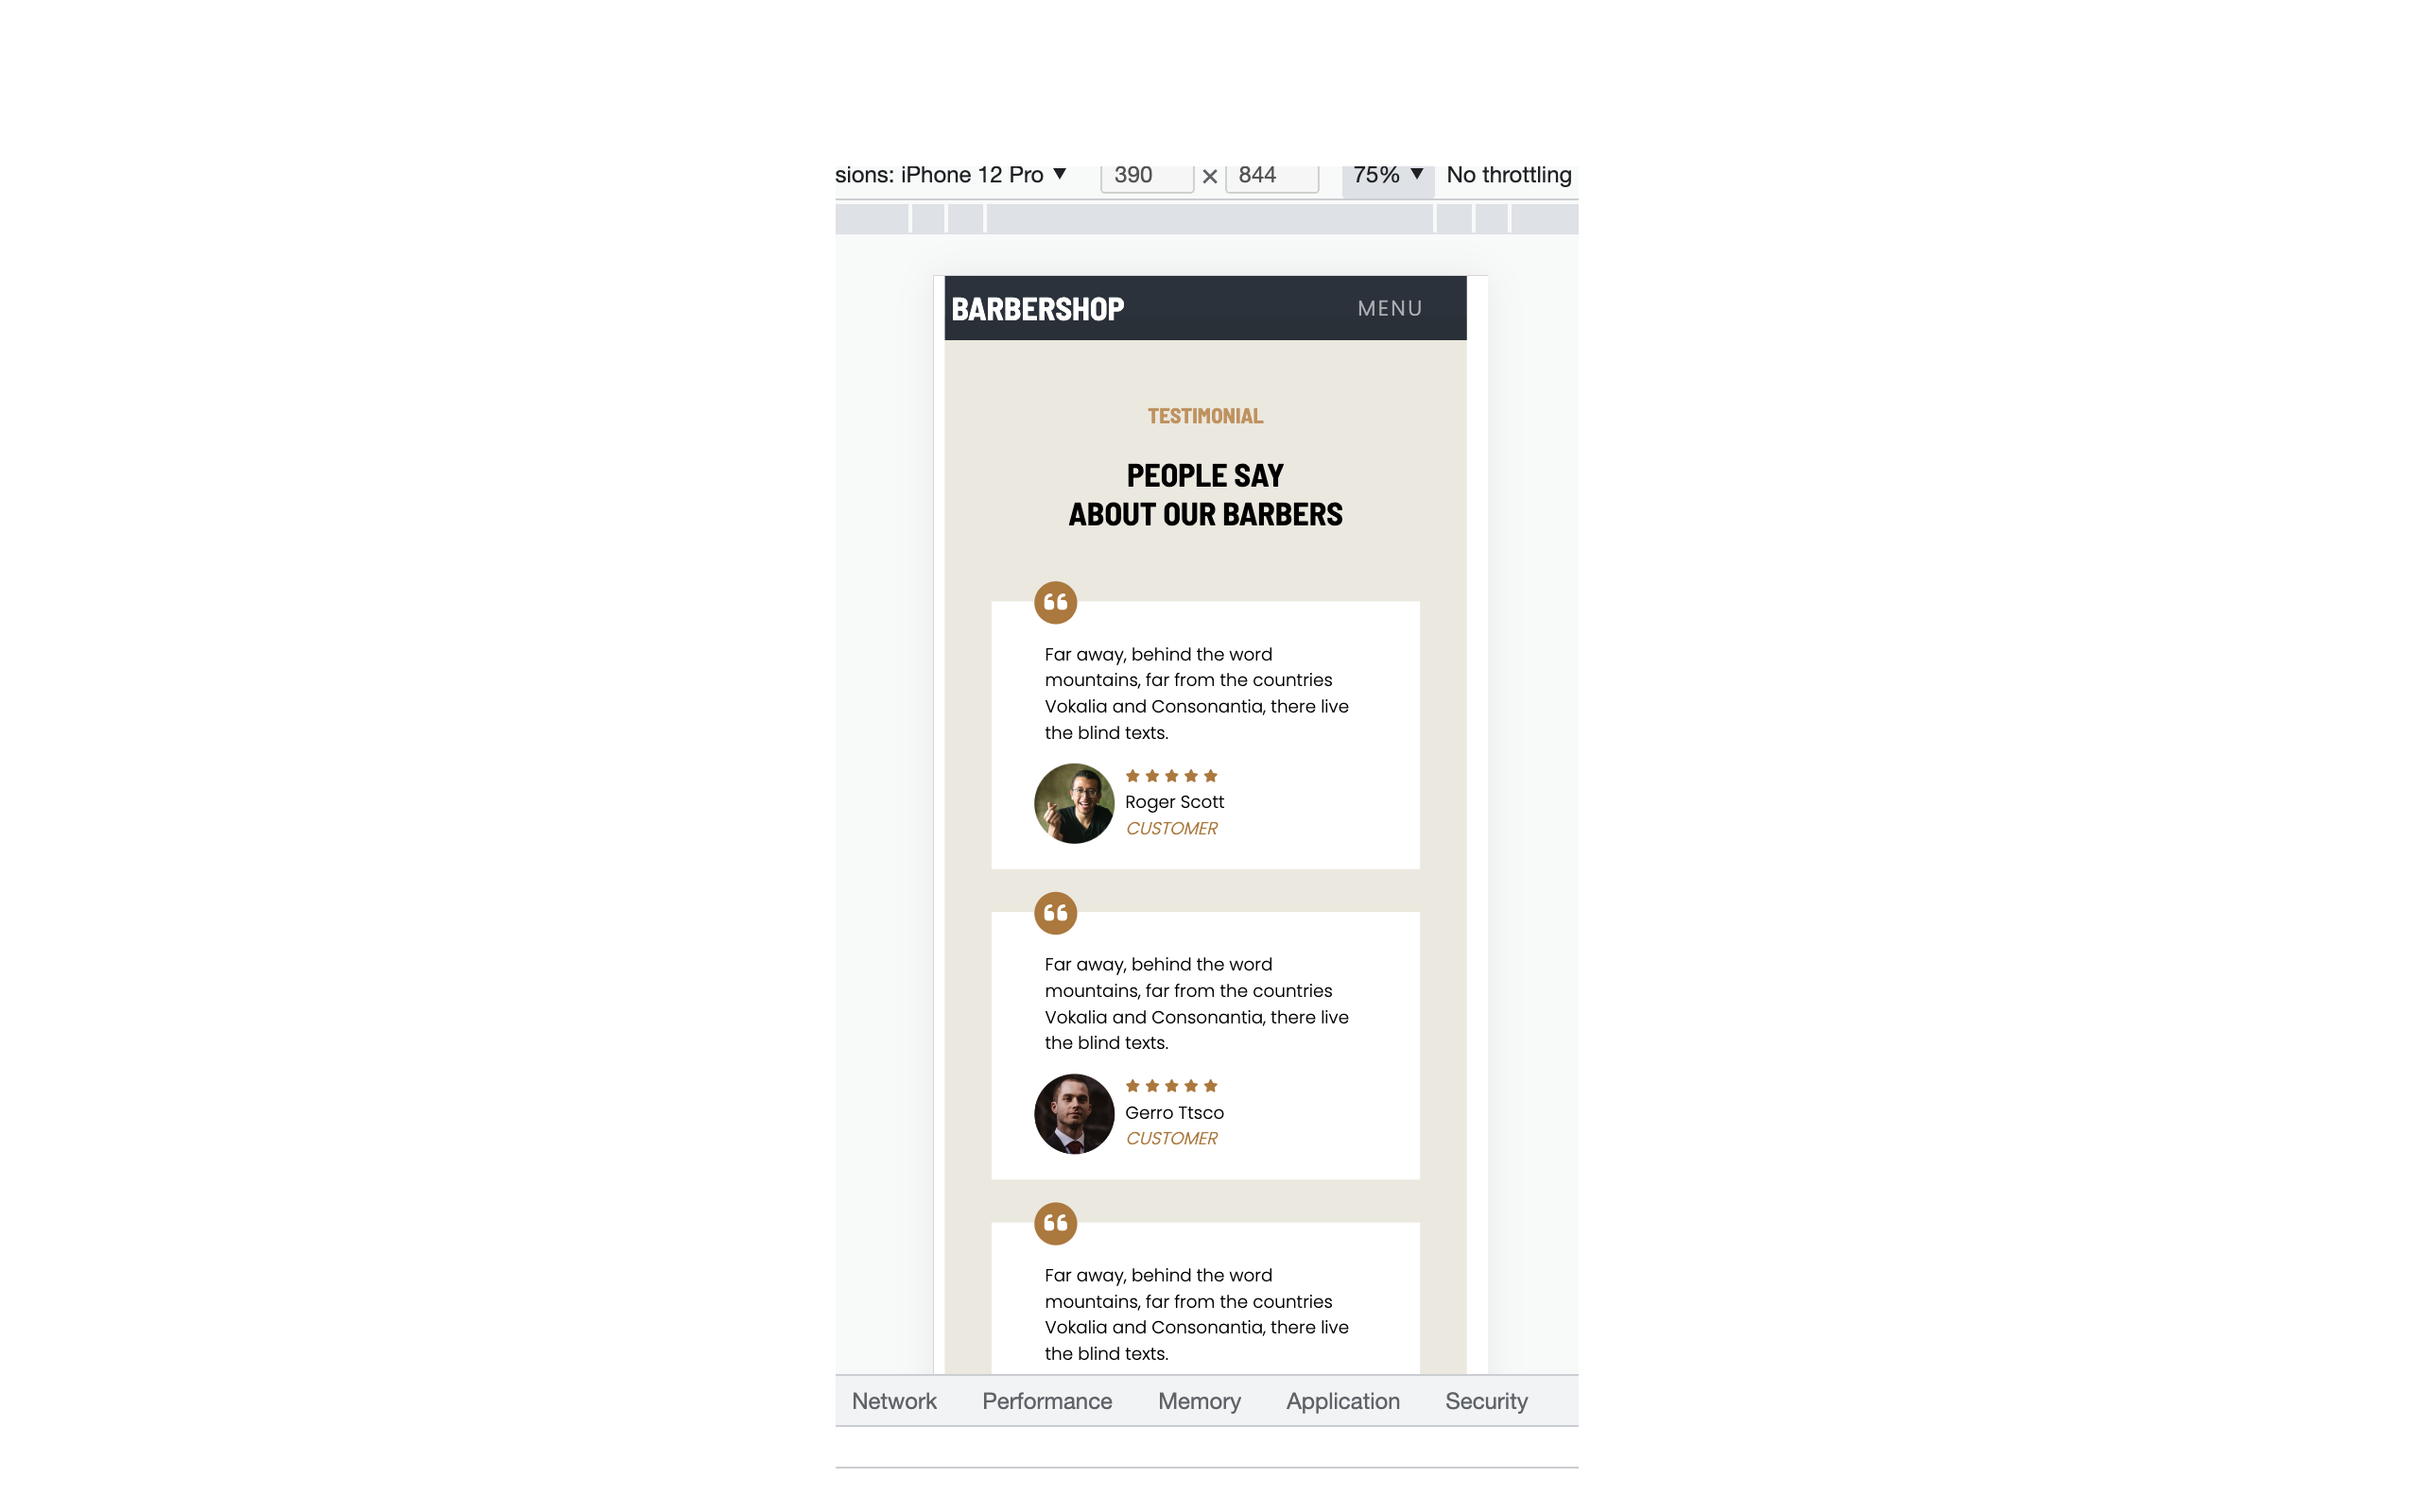 sions: iPhone 12 Pro ▼ 390 × 844 75% ▼ No throttling
BARBERSHOP MENU
TESTIMONIAL
PEOPLE SAY
ABOUT OUR BARBERS
Far away, behind the word
mountains, far from the countries
Vokalia and Consonantia, there live
the blind texts.
Roger Scott
CUSTOMER
Far away, behind the word
mountains, far from the countries
Vokalia and Consonantia, there live
the blind texts.
Gerro Ttsco
CUSTOMER
Far away, behind the word
mountains, far from the countries
Vokalia and Consonantia, there live
the blind texts.
Network Performance Memory Application Security